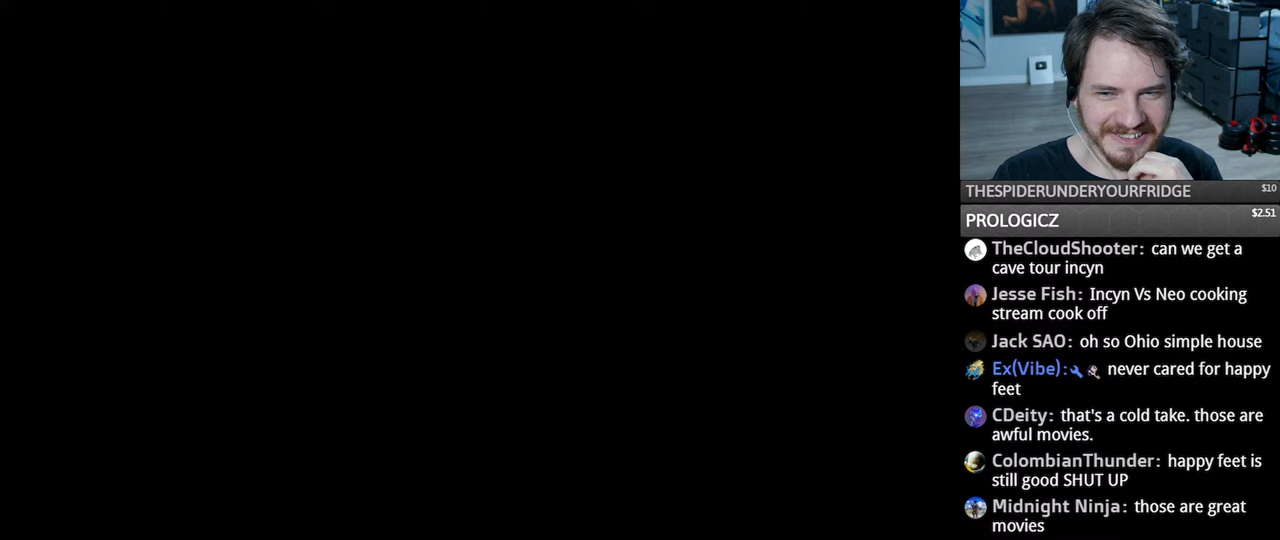 THESPIDERUNDERYOURFRIDGE $10
PROLOGICZ $2.51
TheCloudShooter: can we get a
cave tour incyn
Jesse Fish: Incyn Vs Neo cooking
stream cook off
Jack SAO: oh so Ohio simple house
Ex(Vibe): never cared for happy
feet
CDeity: that's a cold take. those are
awful movies.
ColombianThunder: happy feet is
still good SHUT UP
Midnight Ninja: those are great
movies